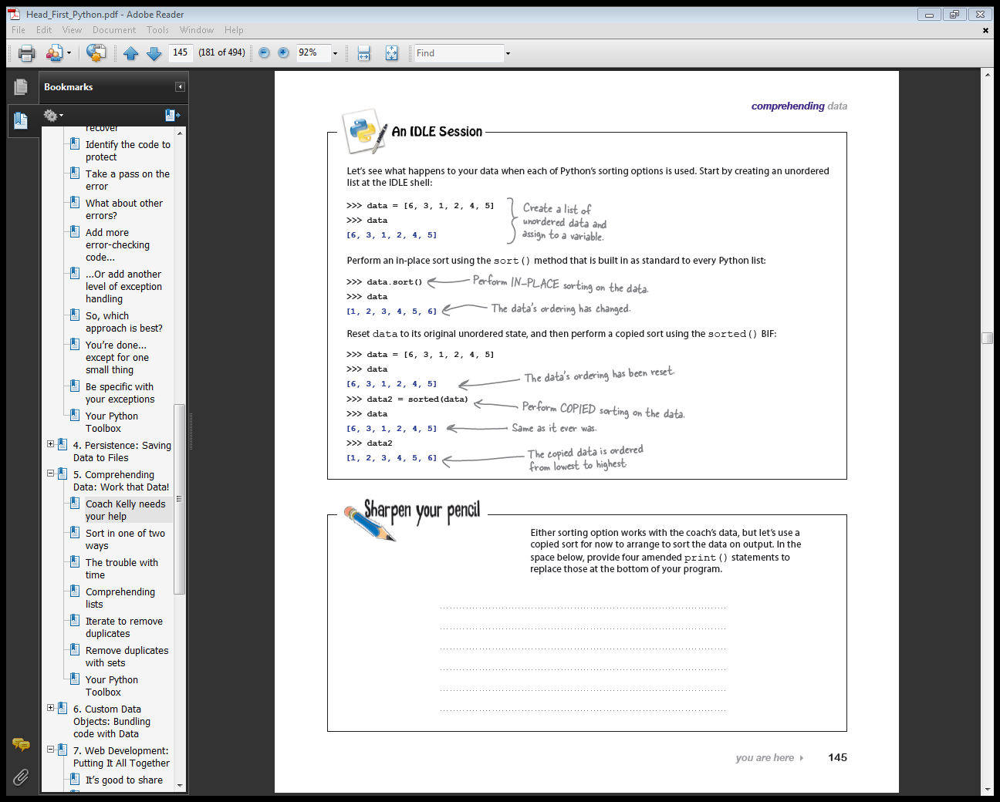 Head_First_Python.pdf - Adobe Reader
File Edit View Document Tools Window Help
145 (181 of 494) 92% Find
Bookmarks
recover
Identify the code to
protect
Take a pass on the
error
What about other
errors?
Add more
error-checking
code...
...Or add another
level of exception
handling
So, which
approach is best?
You're done...
except for one
small thing
Be specific with
your exceptions
Your Python
Toolbox
4. Persistence: Saving
Data to Files
5. Comprehending
Data: Work that Data!
Coach Kelly needs
your help
Sort in one of two
ways
The trouble with
time
Comprehending
lists
Iterate to remove
duplicates
Remove duplicates
with sets
Your Python
Toolbox
6. Custom Data
Objects: Bundling
code with Data
7. Web Development:
Putting It All Together
It's good to share
comprehending data
An IDLE Session
Let's see what happens to your data when each of Python's sorting options is used. Start by creating an unordered
list at the IDLE shell:
>>> data = [6, 3, 1, 2, 4, 5]
>>> data
[6, 3, 1, 2, 4, 5]
Create a list of
unordered data and
assign to a variable.
Perform an in-place sort using the sort() method that is built in as standard to every Python list:
>>> data.sort() Perform IN-PLACE sorting on the data.
>>> data
[1, 2, 3, 4, 5, 6] The data's ordering has changed.
Reset data to its original unordered state, and then perform a copied sort using the sorted() BIF:
>>> data = [6, 3, 1, 2, 4, 5]
>>> data
[6, 3, 1, 2, 4, 5] The data's ordering has been reset.
>>> data2 = sorted(data) Perform COPIED sorting on the data.
>>> data
[6, 3, 1, 2, 4, 5] Same as it ever was.
>>> data2
[1, 2, 3, 4, 5, 6] The copied data is ordered
from lowest to highest.
Sharpen your pencil
Either sorting option works with the coach's data, but let's use a
copied sort for now to arrange to sort the data on output. In the
space below, provide four amended print() statements to
replace those at the bottom of your program.
you are here 145